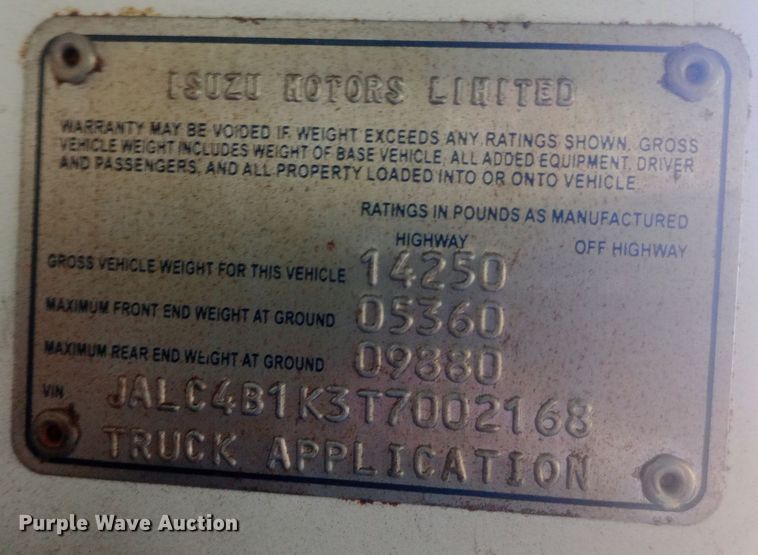 ISUZU MOTORS LIMITED
WARRANTY MAY BE VOIDED IF WEIGHT EXCEEDS ANY RATINGS SHOWN. GROSS
VEHICLE WEIGHT INCLUDES WEIGHT OF BASE VEHICLE, ALL ADDED EQUIPMENT, DRIVER
AND PASSENGERS, AND ALL PROPERTY LOADED INTO OR ONTO VEHICLE.
RATINGS IN POUNDS AS MANUFACTURED
HIGHWAY OFF HIGHWAY
GROSS VEHICLE WEIGHT FOR THIS VEHICLE 14250
MAXIMUM FRONT END WEIGHT AT GROUND 05360
MAXIMUM REAR END WEIGHT AT GROUND 09880
VIN JALC4B1K3T7002168
TRUCK APPLICATION
Purple Wave Auction